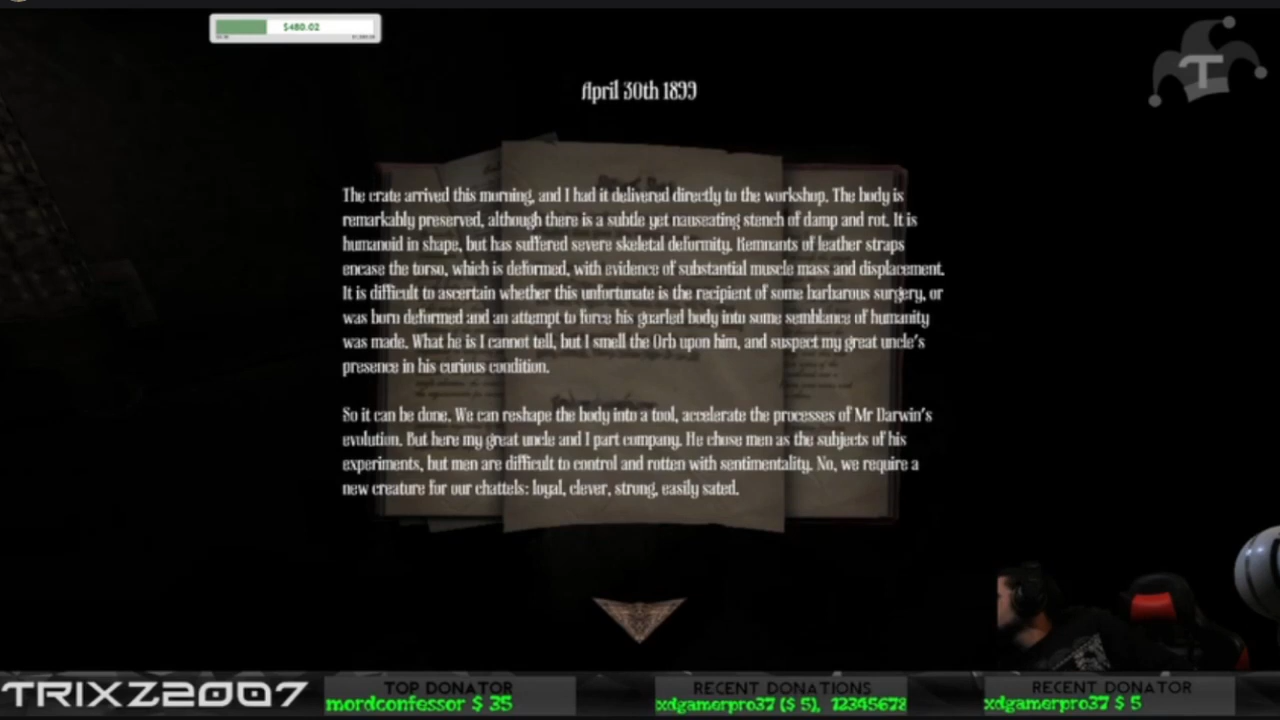 $480.02
T
April 30th 1899
The crate arrived this morning, and I had it delivered directly to the workshop. The body is
remarkably preserved, although there is a subtle yet nauseating stench of damp and rot. It is
humanoid in shape, but has suffered severe skeletal deformity. Remnants of leather straps
encase the torso, which is deformed, with evidence of substantial muscle mass and displacement.
It is difficult to ascertain whether this unfortunate is the recipient of some barbarous surgery, or
was born deformed and an attempt to force his gnarled body into some semblance of humanity
was made. What he is I cannot tell, but I smell the Orb upon him, and suspect my great uncle's
presence in his curious condition.
So it can be done. We can reshape the body into a tool, accelerate the processes of Mr Darwin's
evolution. But here my great uncle and I part company. He chose men as the subjects of his
experiments, but men are difficult to control and rotten with sentimentality. No, we require a
new creature for our chattels: loyal, clever, strong, easily sated.
TRIXZ2007
TOP DONATOR
mordconfessor $ 35
RECENT DONATIONS
xdgamerpro37 ($ 5), 12345678
RECENT DONATOR
xdgamerpro37 $ 5